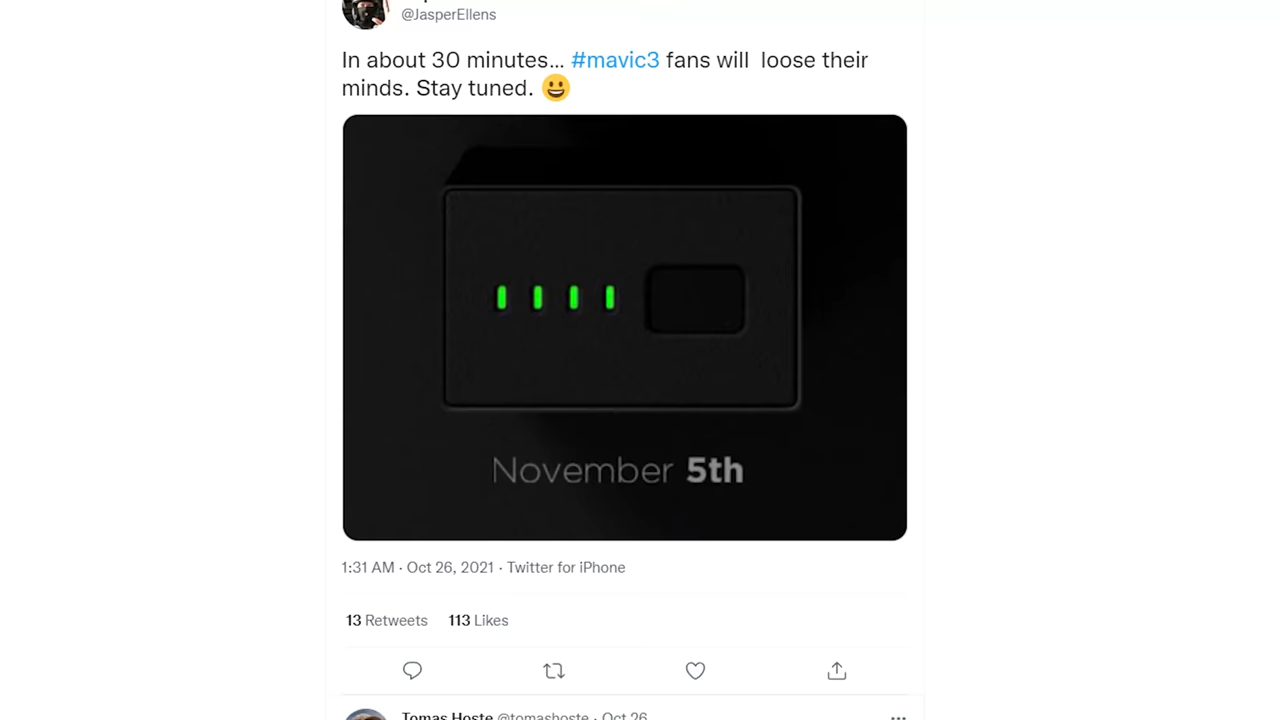 @JasperEllens
In about 30 minutes... #mavic3 fans will  loose their
minds. Stay tuned. 😀
November 5th
1:31 AM · Oct 26, 2021 · Twitter for iPhone
13 Retweets 113 Likes
Tomas Hoste @tomashoste · Oct 26